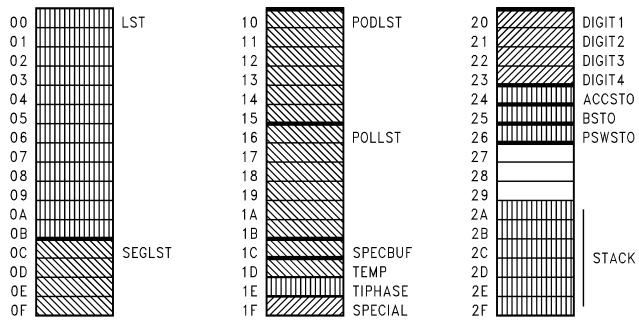 00 LST 10 PODLST 20 DIGIT1
01 11 21 DIGIT2
02 12 22 DIGIT3
03 13 23 DIGIT4
04 14 24 ACCSTO
05 15 25 BSTO
06 16 POLLST 26 PSWSTO
07 17 27
08 18 28
09 19 29
0A 1A 2A
0B 1B 2B
0C SEGLST 1C SPECBUF 2C STACK
0D 1D TEMP 2D
0E 1E TIPHASE 2E
0F 1F SPECIAL 2F